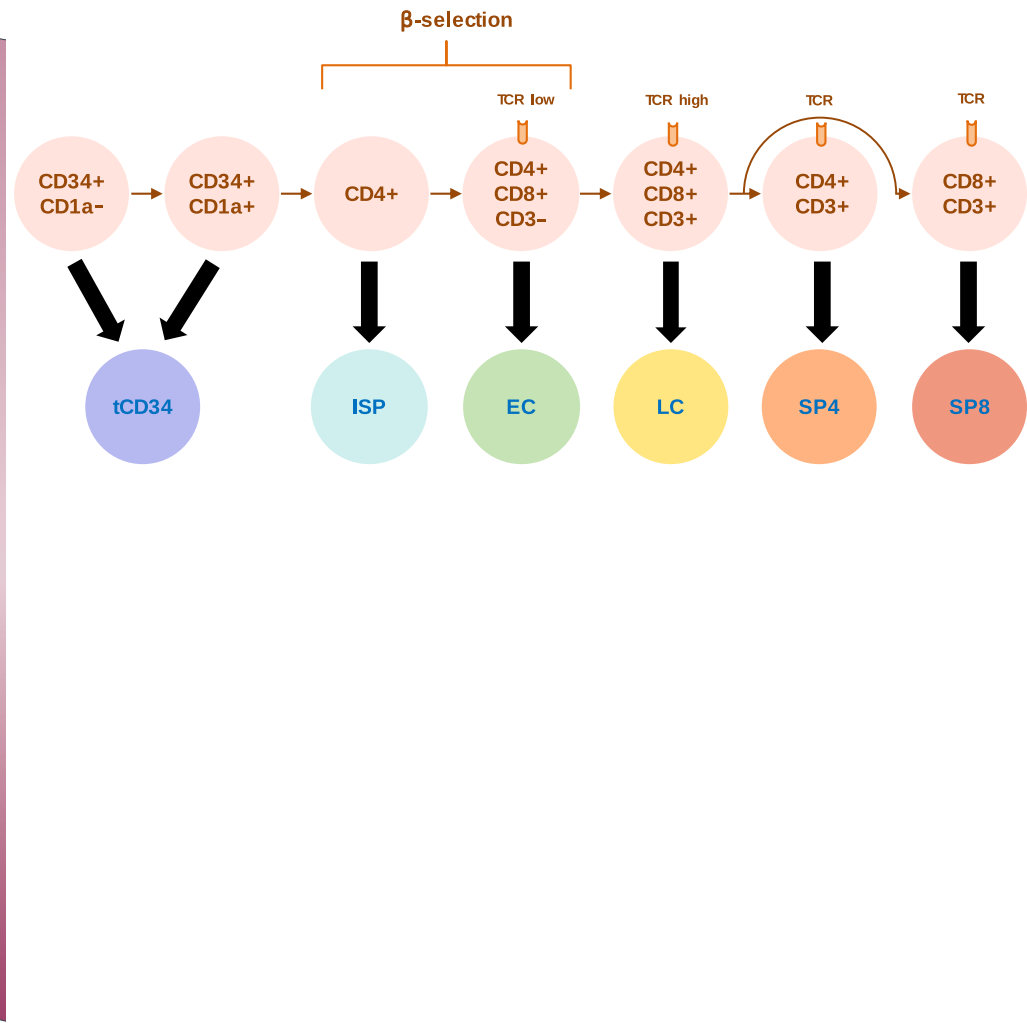 β-selection
TCR low
TCR high
TCR
TCR
CD34+
CD1a-
CD34+
CD1a+
CD4+
CD4+
CD8+
CD3-
CD4+
CD8+
CD3+
CD4+
CD3+
CD8+
CD3+
tCD34
ISP
EC
LC
SP4
SP8